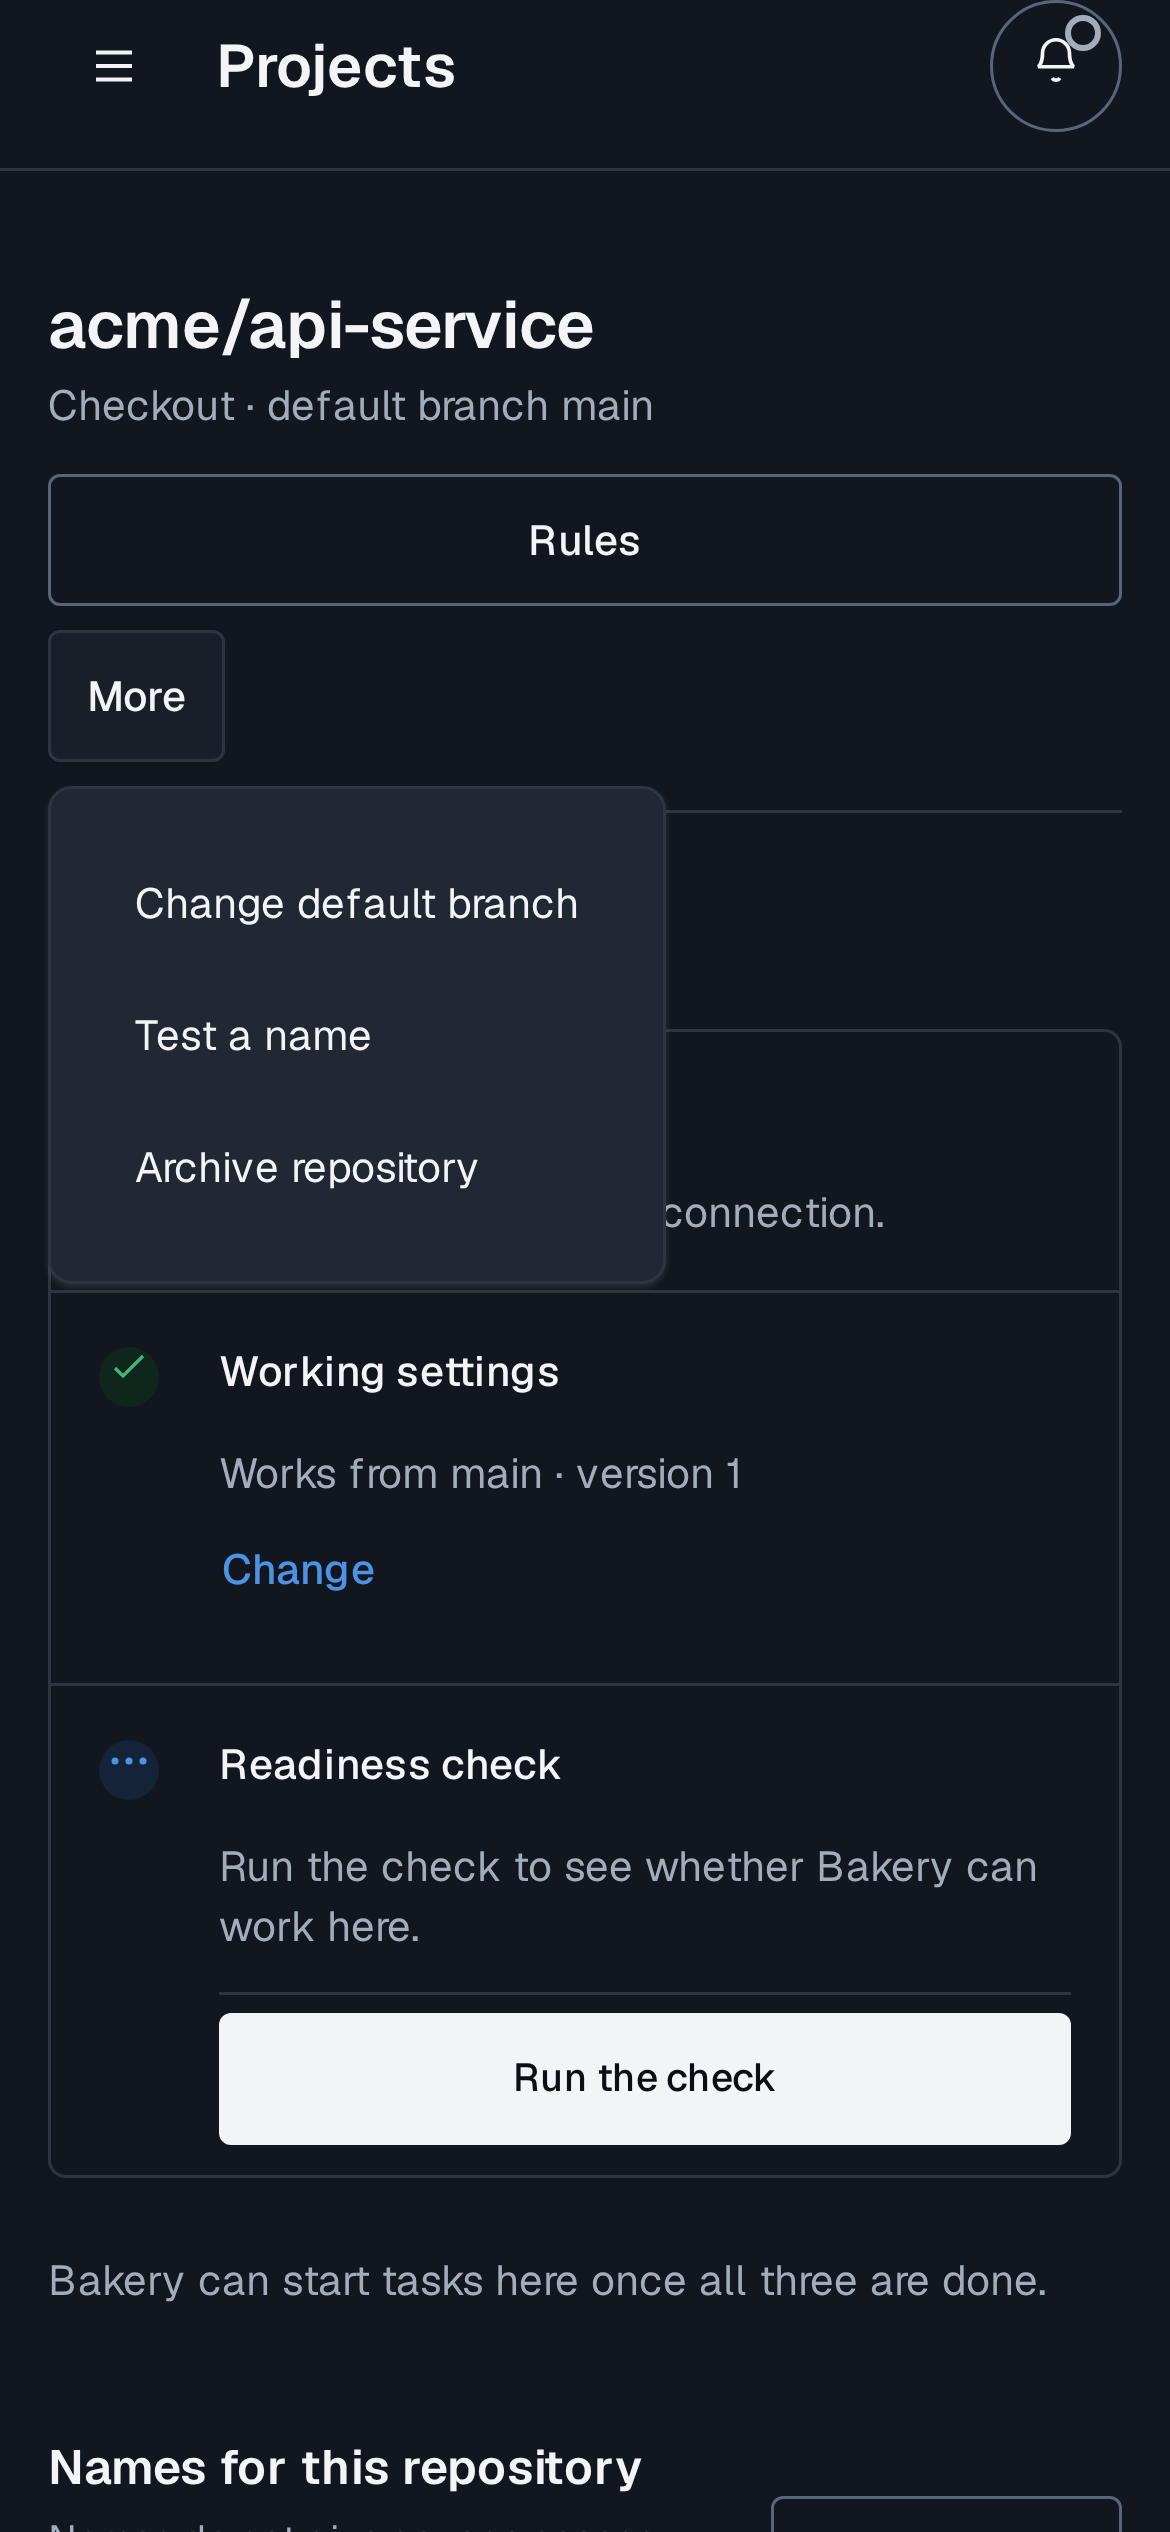 Projects
acme/api-service
Checkout · default branch main
Rules
More
Change default branch
Test a name
Archive repository
connection.
Working settings
Works from main · version 1
Change
Readiness check
Run the check to see whether Bakery can
work here.
Run the check
Bakery can start tasks here once all three are done.
Names for this repository